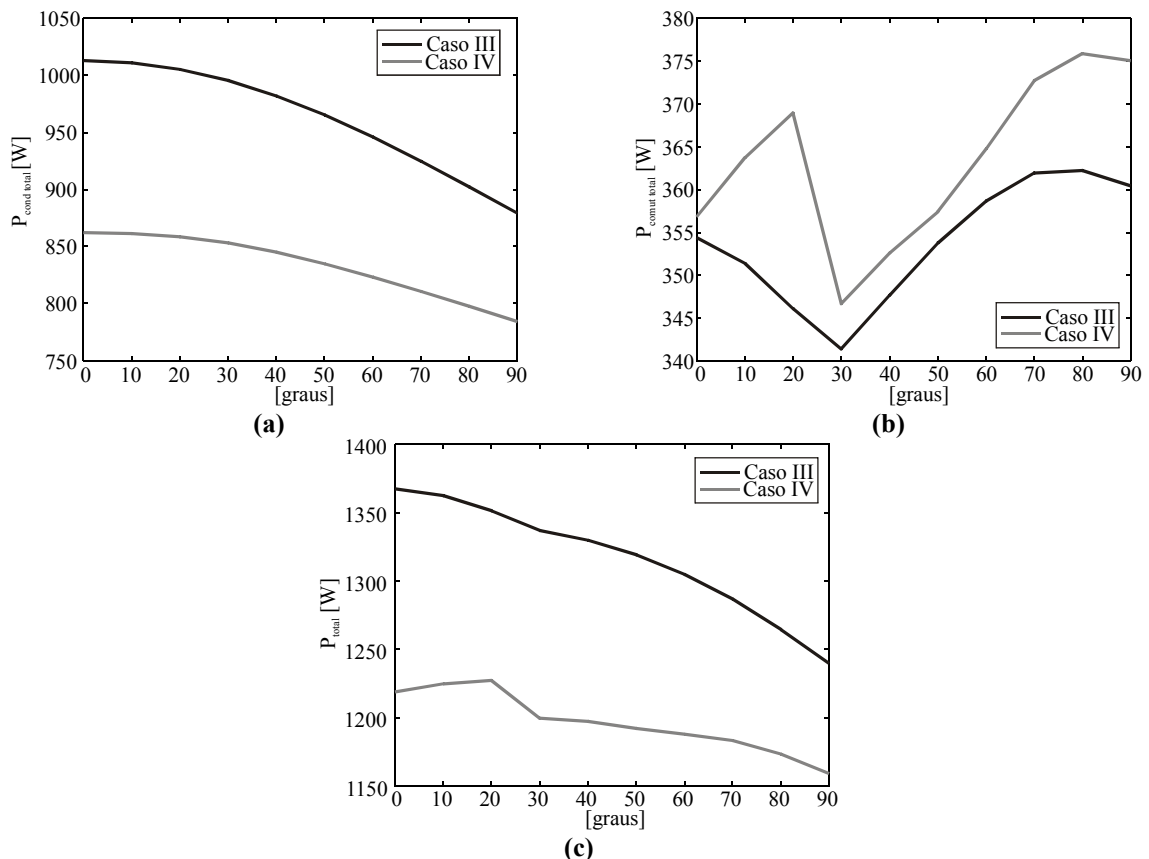 1050
1000
950
900
850
800
750
P cond total [W]
Caso III
Caso IV
0 10 20 30 40 50 60 70 80 90
[graus]
(a)
380
375
370
365
360
355
350
345
340
P comut total [W]
Caso III
Caso IV
0 10 20 30 40 50 60 70 80 90
[graus]
(b)
1400
1350
1300
1250
1200
1150
P total [W]
Caso III
Caso IV
0 10 20 30 40 50 60 70 80 90
[graus]
(c)